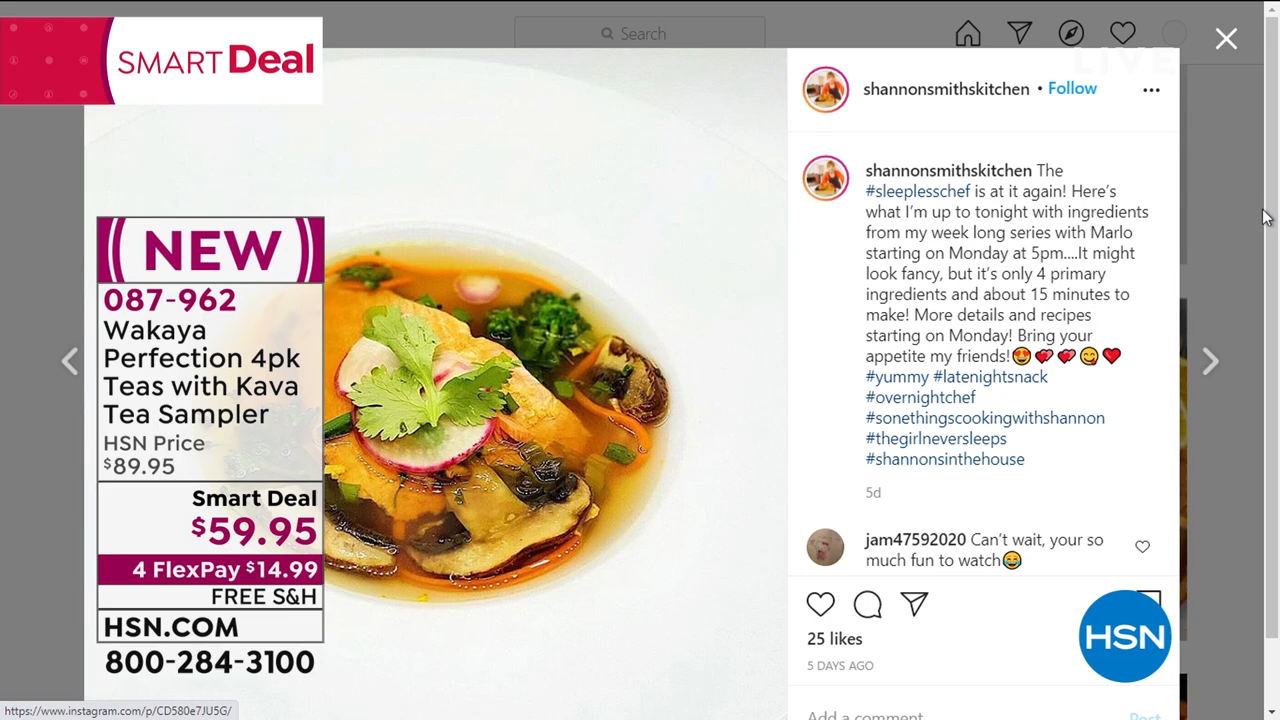 SMART Deal
Search
LIVE
shannonsmithskitchen • Follow
shannonsmithskitchen The
#sleeplesschef is at it again! Here's
what I'm up to tonight with ingredients
from my week long series with Marlo
starting on Monday at 5pm....It might
look fancy, but it's only 4 primary
ingredients and about 15 minutes to
make! More details and recipes
starting on Monday! Bring your
appetite my friends!😍💕💕😋❤️
#yummy #latenightsnack
#overnightchef
#sonethingscookingwithshannon
#thegirlneversleeps
#shannonsinthehouse
5d
jam47592020 Can't wait, your so
much fun to watch😂
25 likes
5 DAYS AGO
Add a comment...
Post
HSN
NEW
087-962
Wakaya
Perfection 4pk
Teas with Kava
Tea Sampler
HSN Price
$89.95
Smart Deal
$59.95
4 FlexPay $14.99
FREE S&H
HSN.COM
800-284-3100
https://www.instagram.com/p/CD580e7JU5G/